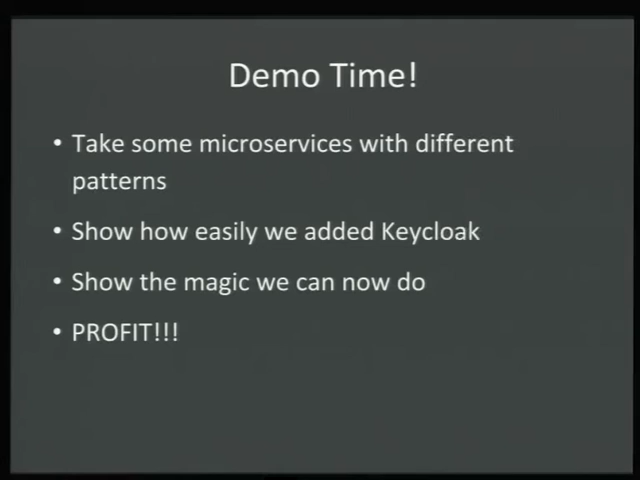 Demo Time!
• Take some microservices with different
patterns
• Show how easily we added Keycloak
• Show the magic we can now do
• PROFIT!!!